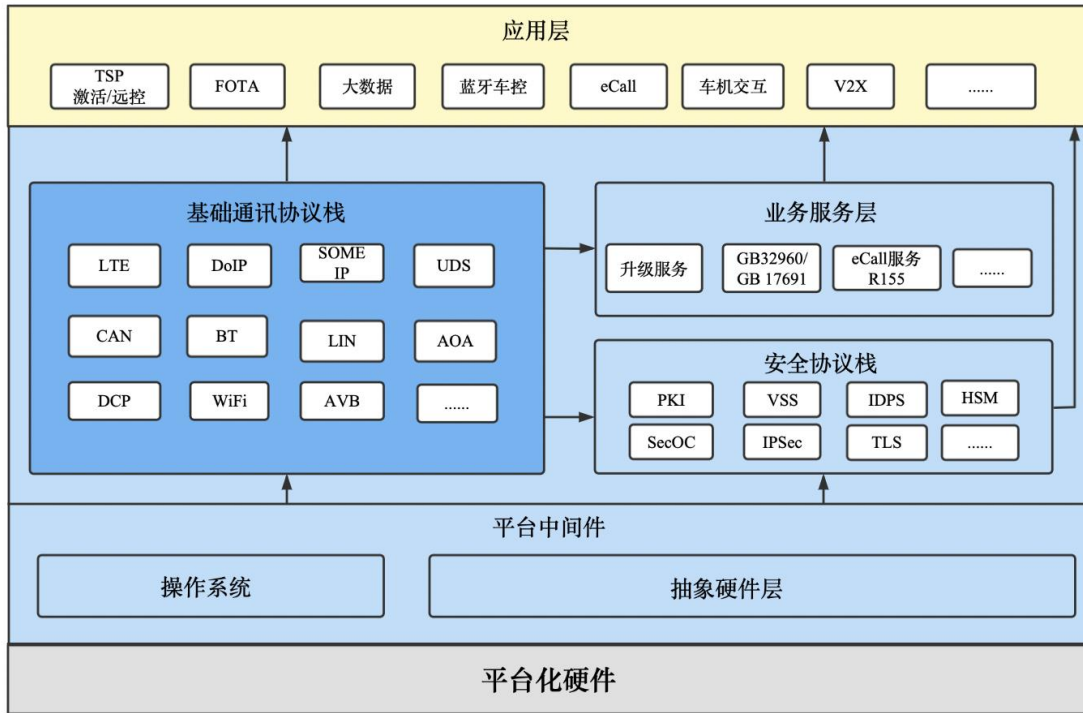 应用层
TSP
激活/远控
FOTA
大数据
蓝牙车控
eCall
车机交互
V2X
......
基础通讯协议栈
LTE
DoIP
SOME
IP
UDS
CAN
BT
LIN
AOA
DCP
WiFi
AVB
......
业务服务层
升级服务
GB32960/
GB 17691
eCall服务
R155
......
安全协议栈
PKI
VSS
IDPS
HSM
SecOC
IPSec
TLS
......
平台中间件
操作系统
抽象硬件层
平台化硬件